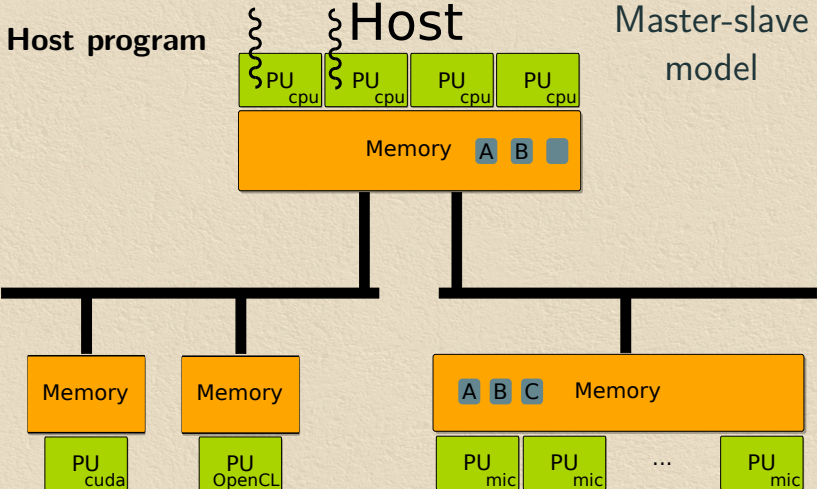 Host program
Host
Master-slave
model
PU cpu PU cpu PU cpu PU cpu
Memory A B
Memory
Memory
A B C Memory
PU cuda
PU OpenCL
PU mic PU mic ... PU mic